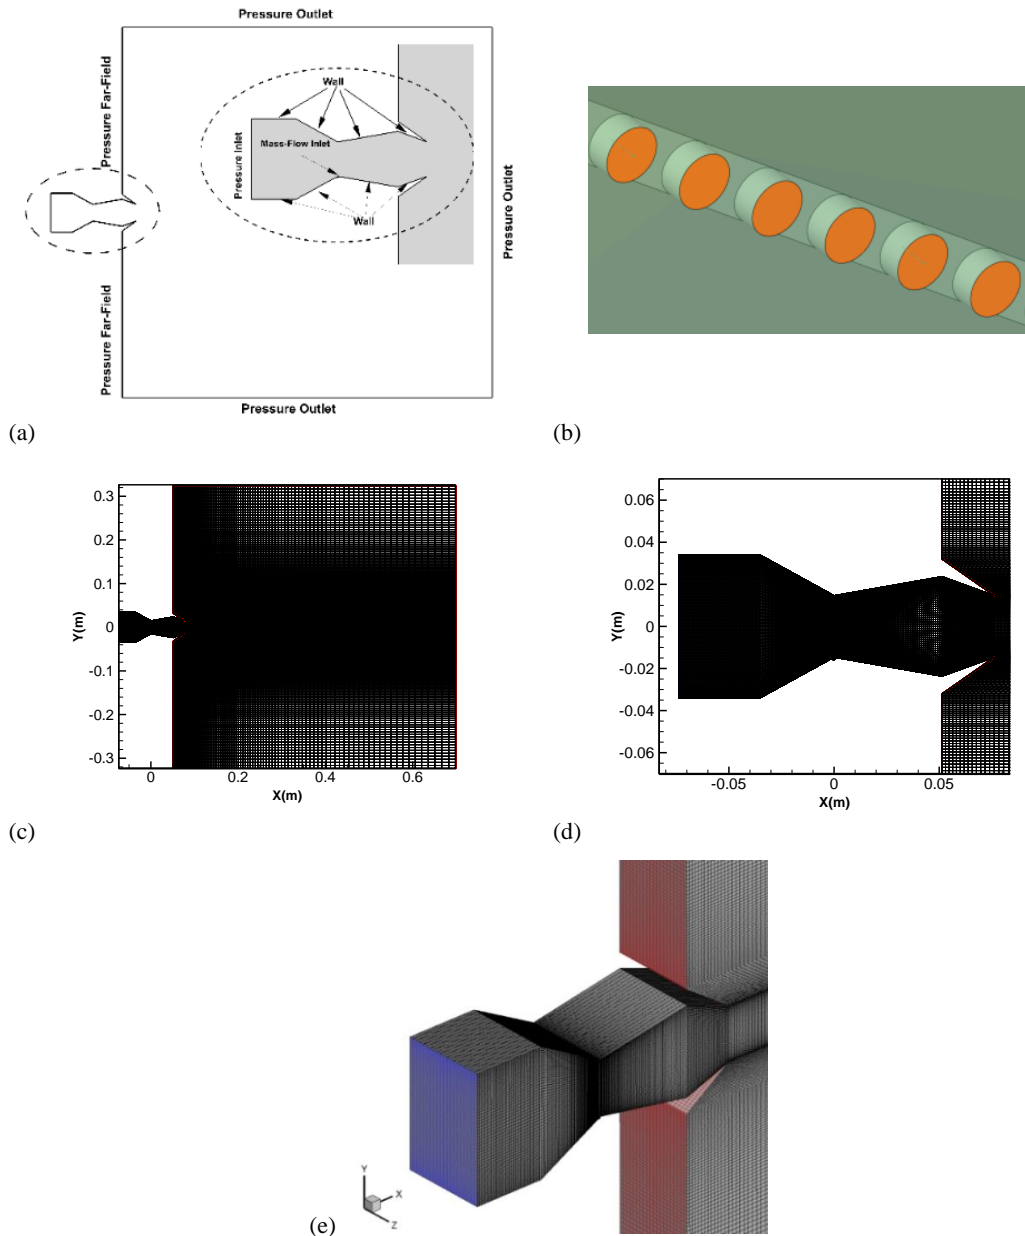 Pressure Outlet
Pressure Far-Field
Wall
Mass-Flow Inlet
Pressure Inlet
Wall
Pressure Outlet
Pressure Far-Field
Pressure Outlet
(a)
(b)
0.3
0.2
0.1
0
-0.1
-0.2
-0.3
Y(m)
0 0.2 0.4 0.6
X(m)
(c)
0.06
0.04
0.02
0
-0.02
-0.04
-0.06
Y(m)
-0.05 0 0.05
X(m)
(d)
Y
X
Z
(e)